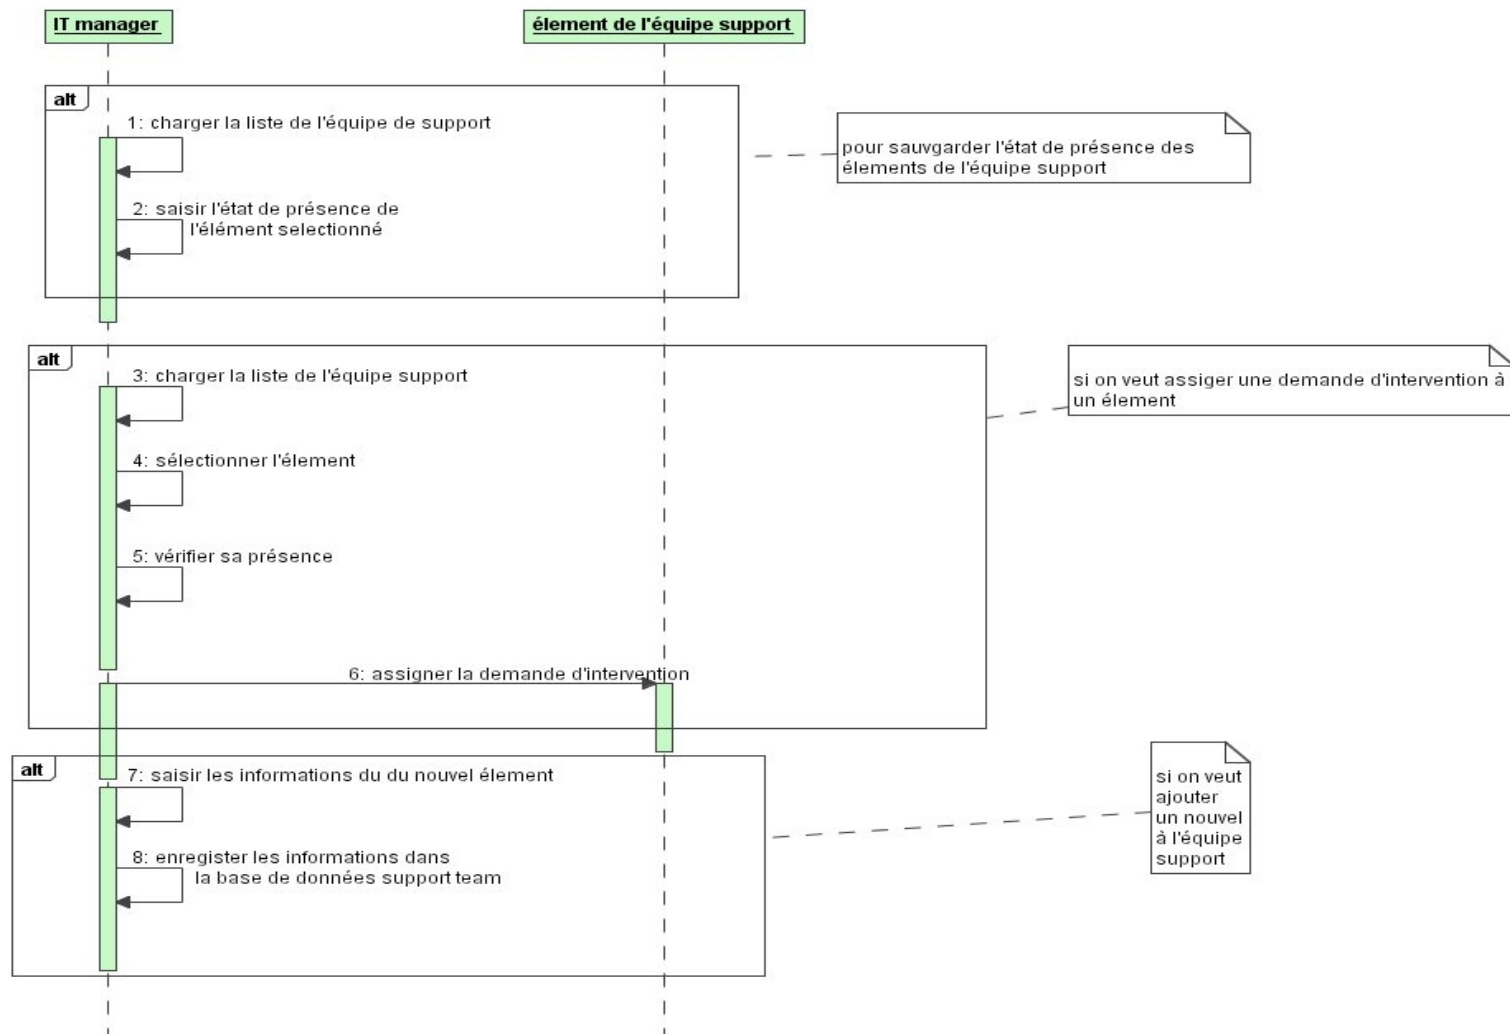 IT manager
élement de l'équipe support
alt
1: charger la liste de l'équipe de support
pour sauvgarder l'état de présence des
élements de l'équipe support
2: saisir l'état de présence de
l'élément selectionné
alt
3: charger la liste de l'équipe support
si on veut assiger une demande d'intervention à
un élement
4: sélectionner l'élement
5: vérifier sa présence
6: assigner la demande d'intervention
alt
7: saisir les informations du du nouvel élement
si on veut
ajouter
un nouvel
à l'équipe
support
8: enregister les informations dans
la base de données support team